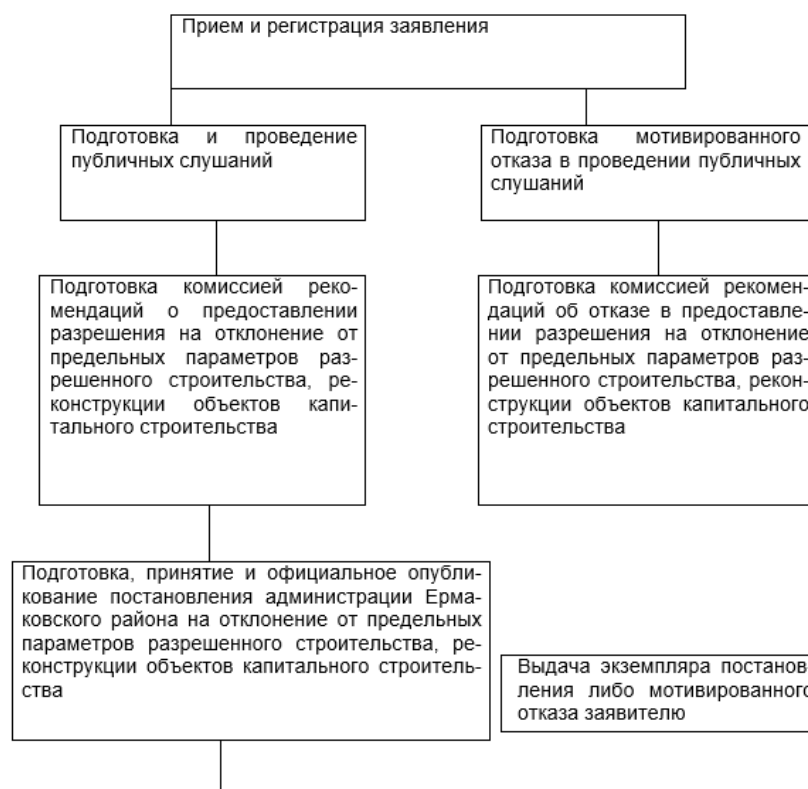 Прием и регистрация заявления
Подготовка и проведение
публичных слушаний
Подготовка мотивированного
отказа в проведении публичных
слушаний
Подготовка комиссией реко-
мендаций о предоставлении
разрешения на отклонение от
предельных параметров раз-
решенного строительства, ре-
конструкции объектов капи-
тального строительства
Подготовка комиссией рекомен-
даций об отказе в предоставле-
нии разрешения на отклонение
от предельных параметров раз-
решенного строительства, рекон-
струкции объектов капитального
строительства
Подготовка, принятие и официальное опубли-
кование постановления администрации Ерма-
ковского района на отклонение от предельных
параметров разрешенного строительства, ре-
конструкции объектов капитального строитель-
ства
Выдача экземпляра постанов-
ления либо мотивированного
отказа заявителю